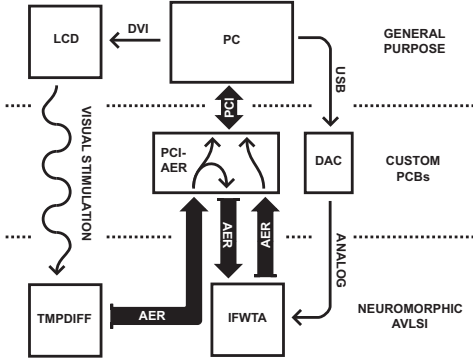 LCD
DVI
PC
GENERAL
PURPOSE
USB
PCI
VISUAL STIMULATION
PCI-
AER
DAC
CUSTOM
PCBs
AER
AER
ANALOG
TMPDIFF
AER
IFWTA
NEUROMORPHIC
AVLSI